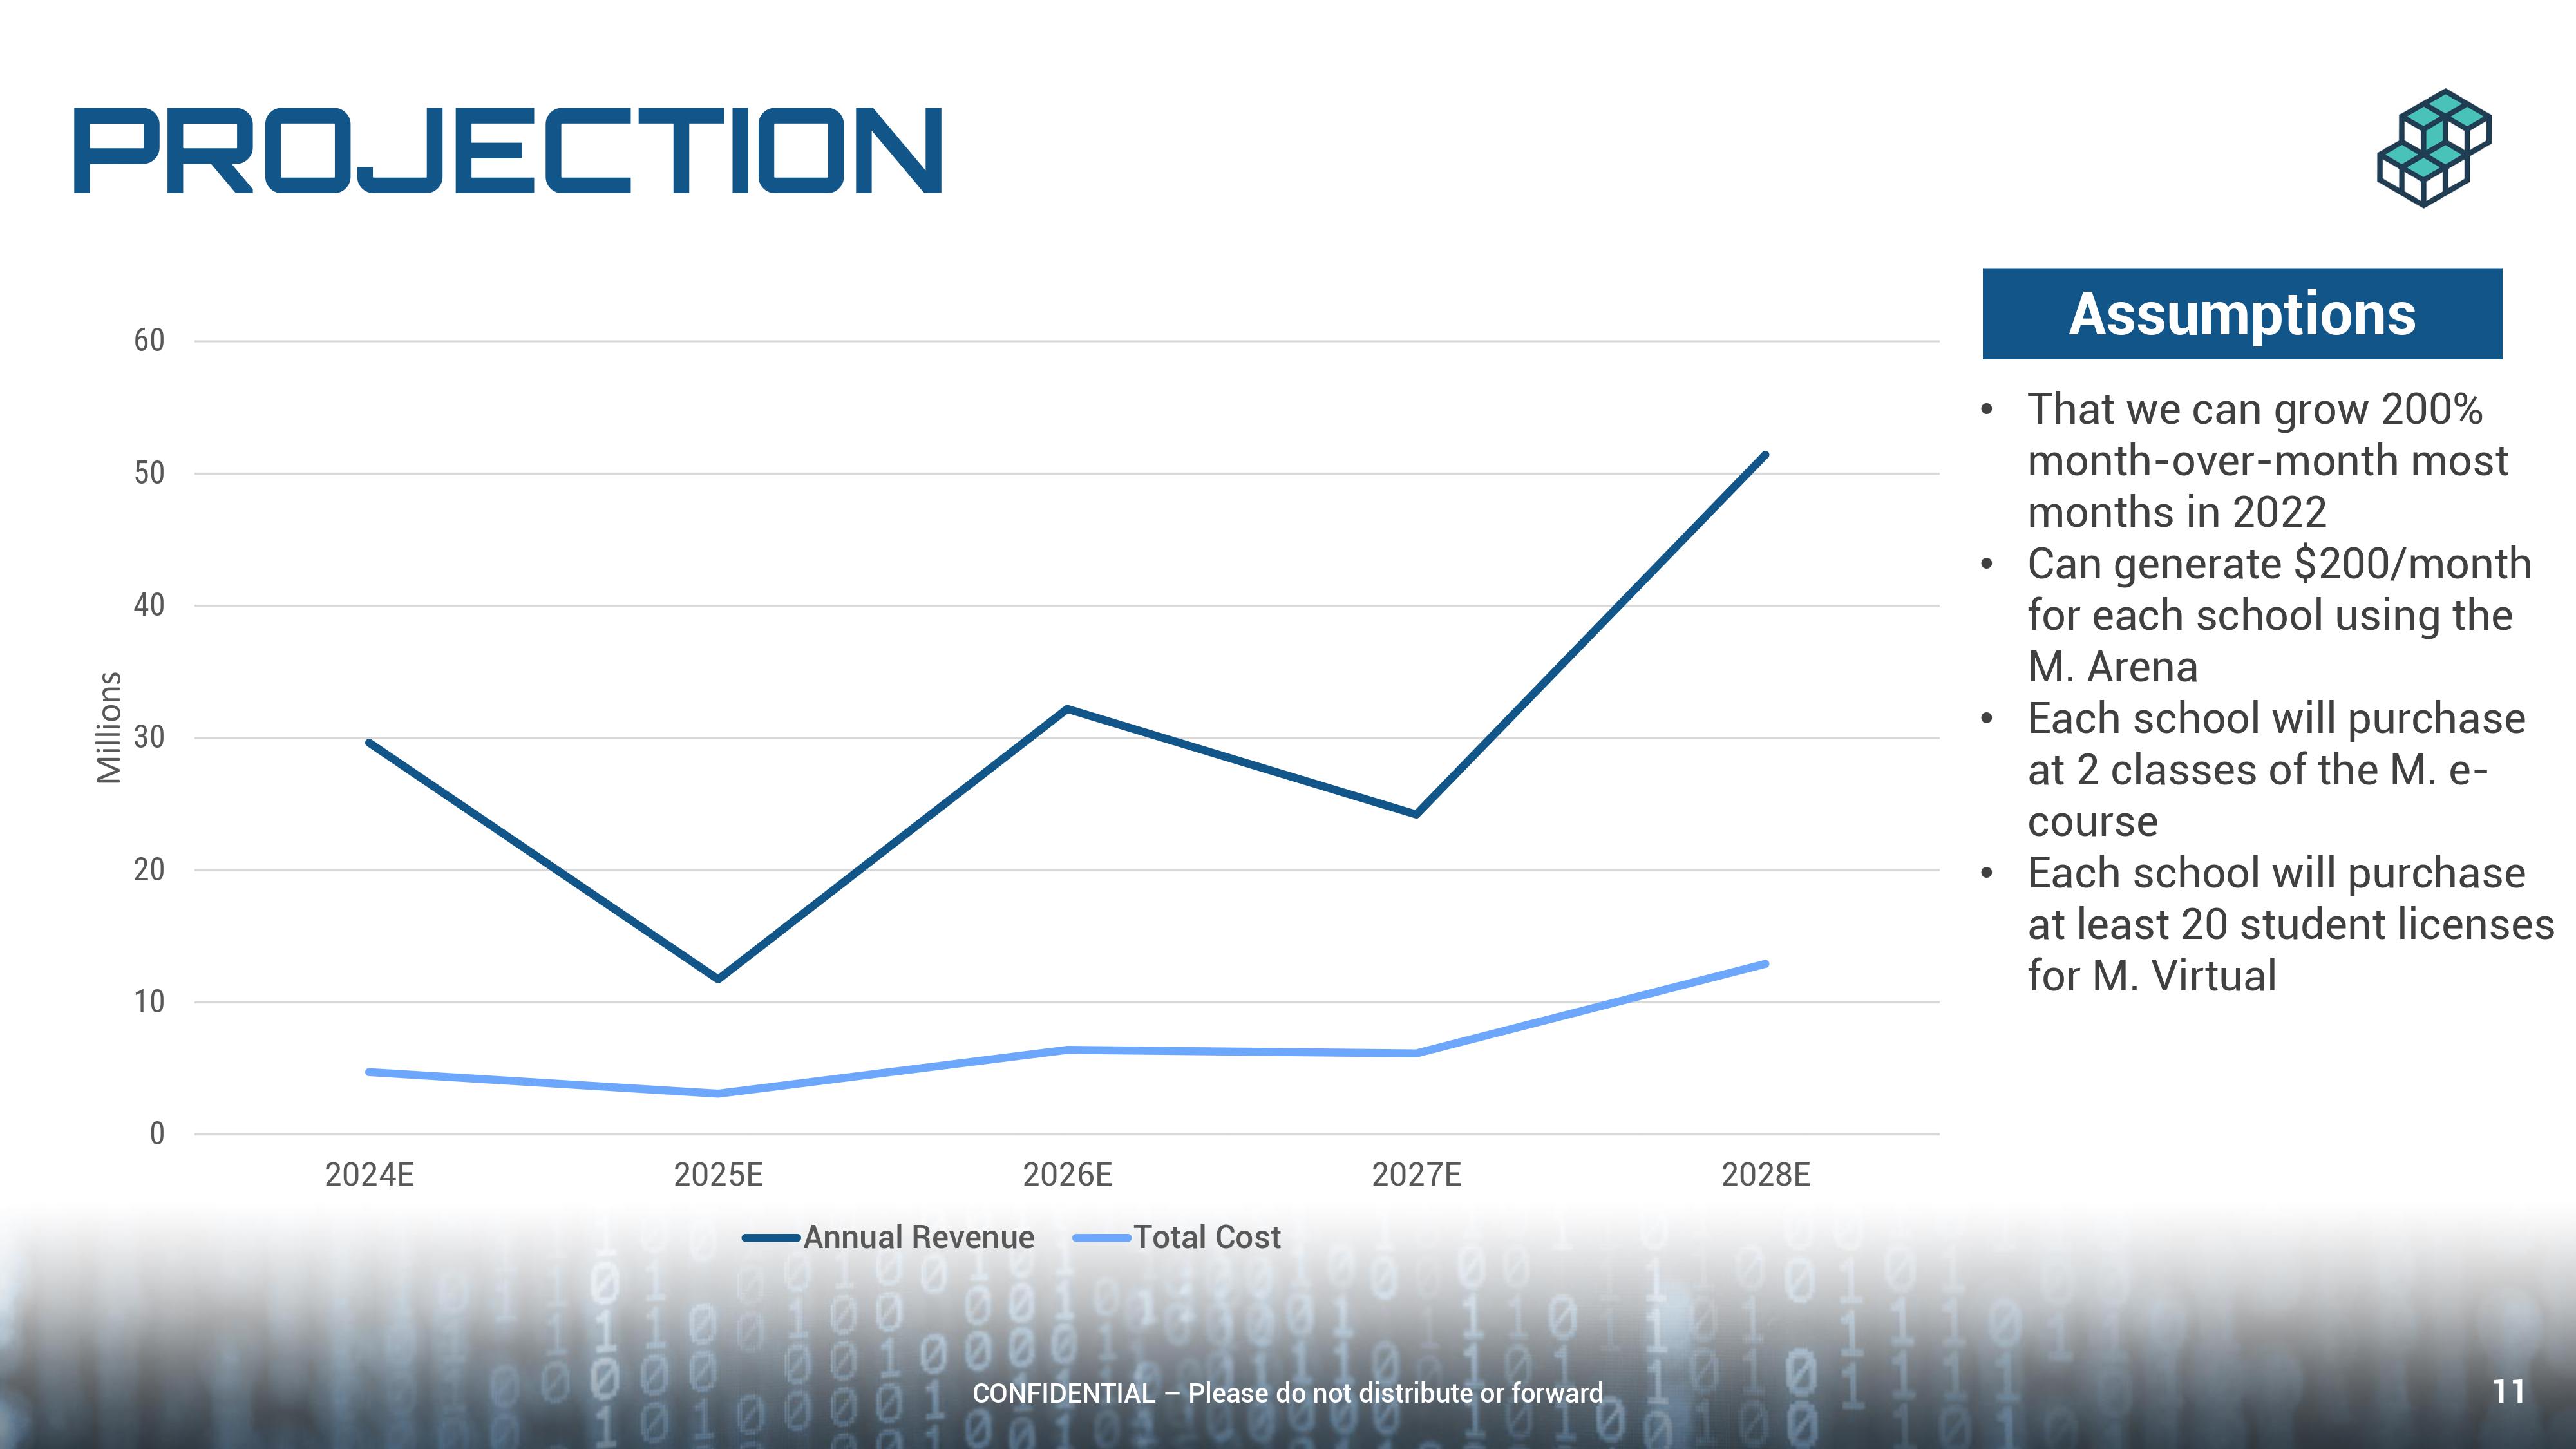 PROJECTION
Assumptions
• That we can grow 200%
month-over-month most
months in 2022
• Can generate $200/month
for each school using the
M. Arena
• Each school will purchase
at 2 classes of the M. e-
course
• Each school will purchase
at least 20 student licenses
for M. Virtual
Millions
60
50
40
30
20
10
0
2024E 2025E 2026E 2027E 2028E
Annual Revenue Total Cost
CONFIDENTIAL – Please do not distribute or forward
11